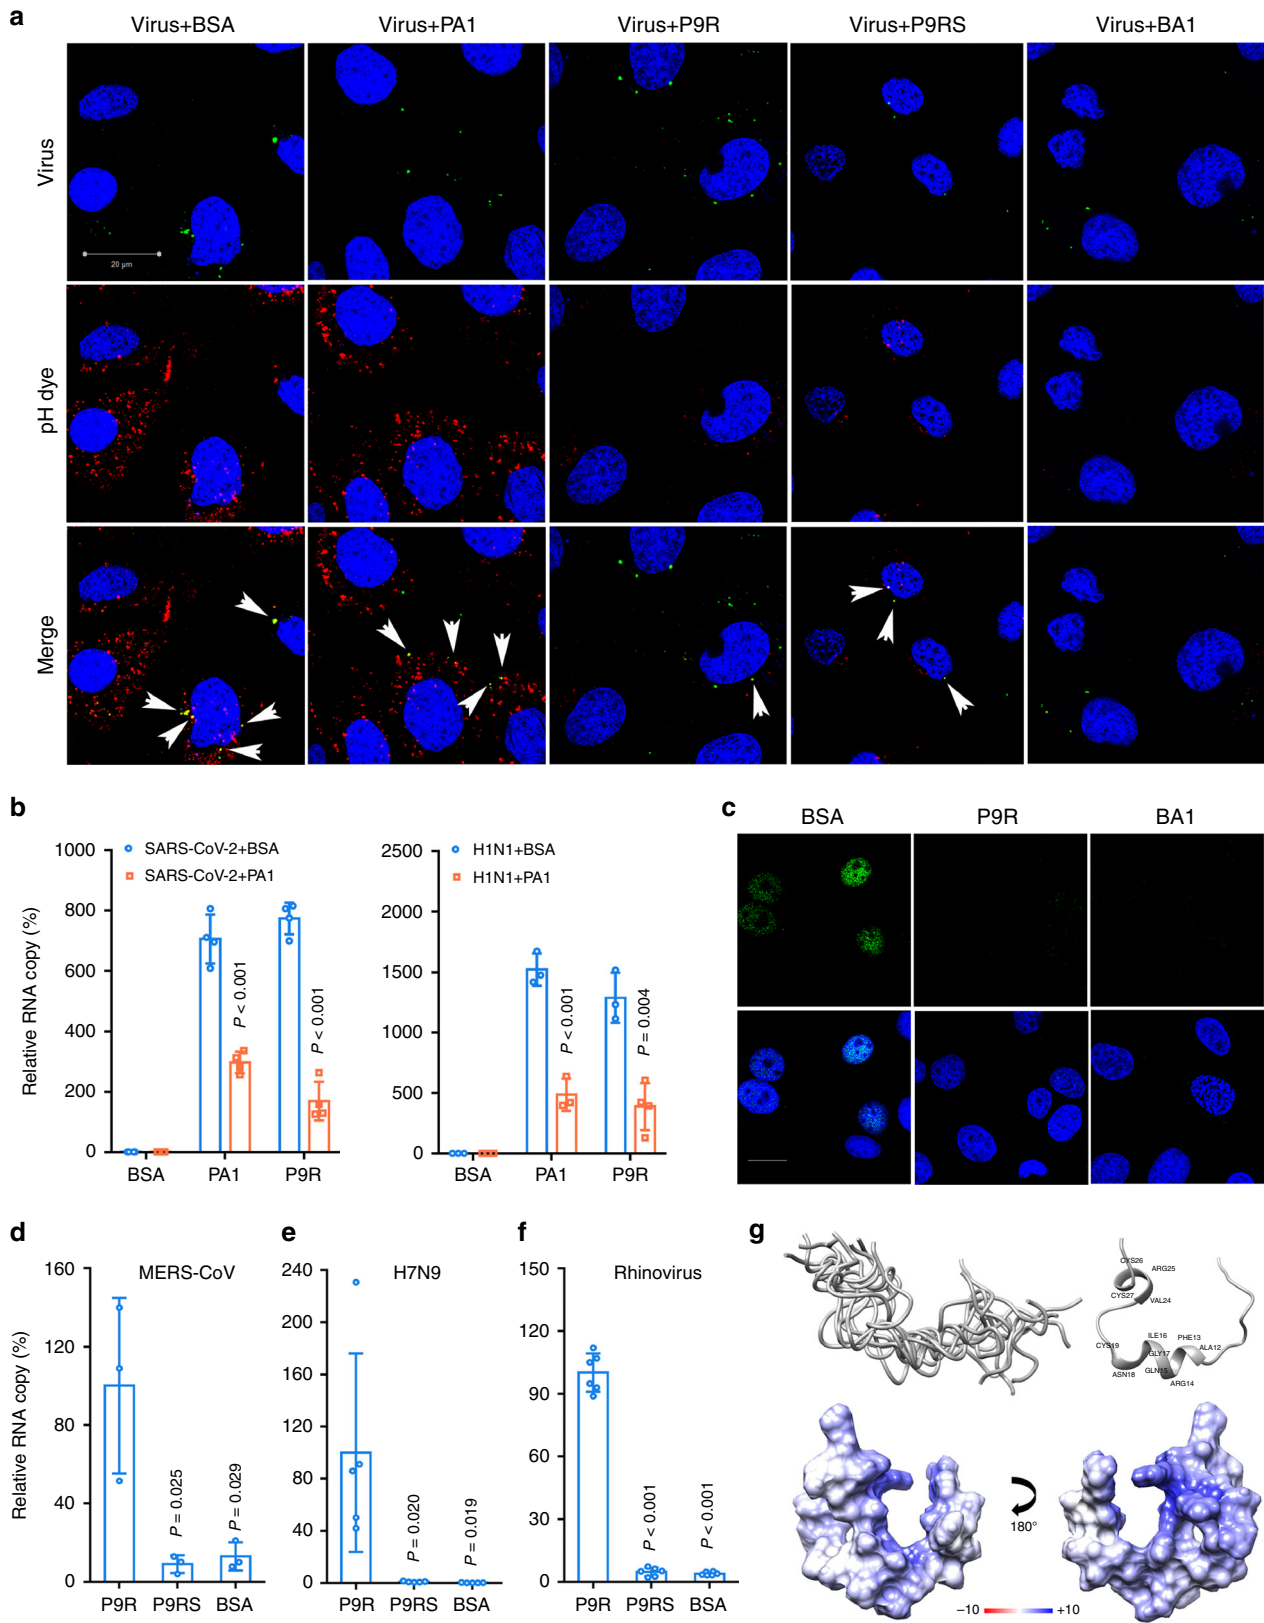 a
Virus+BSA
Virus+PA1
Virus+P9R
Virus+P9RS
Virus+BA1
Virus
20 µm
pH dye
Merge
b
Relative RNA copy (%)
1000
800
600
400
200
0
SARS-CoV-2+BSA
SARS-CoV-2+PA1
P < 0.001
P < 0.001
BSA
PA1
P9R
2500
2000
1500
1000
500
0
H1N1+BSA
H1N1+PA1
P < 0.001
P = 0.004
BSA
PA1
P9R
c
BSA
P9R
BA1
d
Relative RNA copy (%)
MERS-CoV
160
120
80
40
0
P = 0.025
P = 0.029
P9R
P9RS
BSA
e
H7N9
240
200
160
120
80
40
0
P = 0.020
P = 0.019
P9R
P9RS
BSA
f
Rhinovirus
150
120
90
60
30
0
P < 0.001
P < 0.001
P9R
P9RS
BSA
g
CYS26
ARG25
CYS27
VAL24
CYS19
ILE16
PHE13
GLY17
ALA12
ASN18
GLN15
ARG14
180°
−10
+10